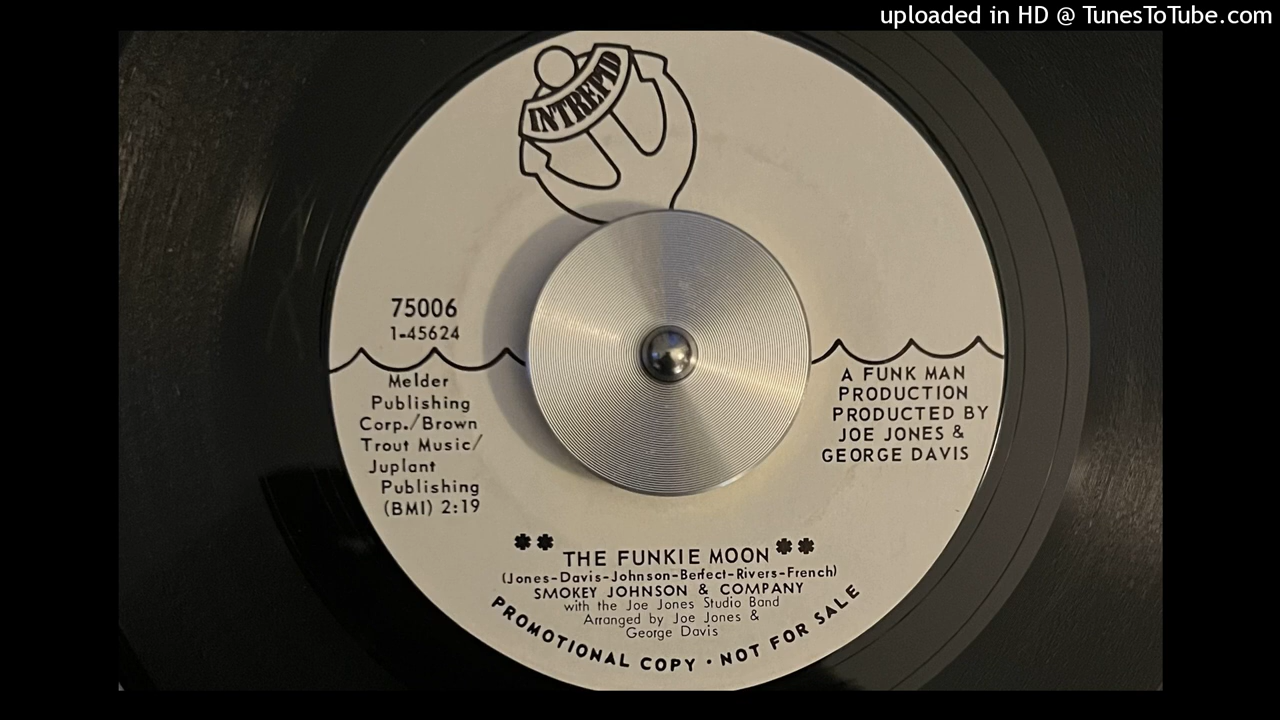 uploaded in HD @ TunesToTube.com
INTREPID
75006
1-45624
Melder
Publishing
Corp./Brown
Trout Music/
Juplant
Publishing
(BMI) 2:19
A FUNK MAN
PRODUCTION
PRODUCTED BY
JOE JONES &
GEORGE DAVIS
** THE FUNKIE MOON **
(Jones-Davis-Johnson-Berfect-Rivers-French)
SMOKEY JOHNSON & COMPANY
with the Joe Jones Studio Band
Arranged by Joe Jones &
George Davis
PROMOTIONAL COPY • NOT FOR SALE